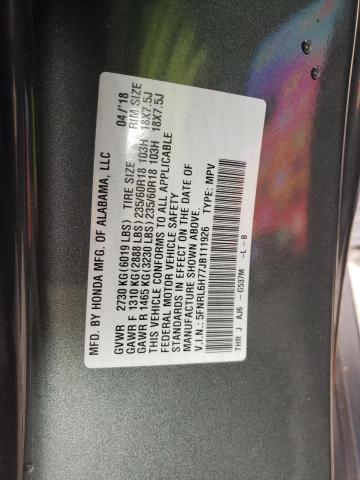 MFD. BY HONDA MFG. OF ALABAMA, LLC 04/'18
GVWR 2730 KG(6019 LBS) TIRE SIZE RIM SIZE
GAWR F 1310 KG(2888 LBS)235/60R18 103H 18X7.5J
GAWR R 1465 KG(3230 LBS)235/60R18 103H 18X7.5J
THIS VEHICLE CONFORMS TO ALL APPLICABLE
FEDERAL MOTOR VEHICLE SAFETY
STANDARDS IN EFFECT ON THE DATE OF
MANUFACTURE SHOWN ABOVE.
V.I.N.: 5FNRL6H77JB111926 TYPE: MPV
THR J AJ6 -G537M -L -B